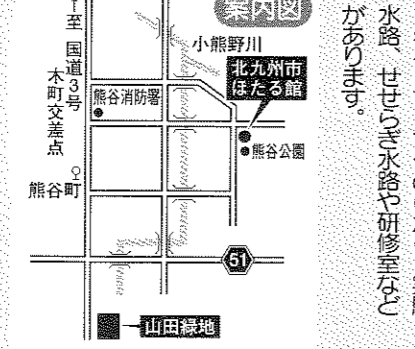 水路、せせらぎ水路や研修室など
があります。
案内図
小熊野川
↑至 国道3号
木町交差点
熊谷消防署
北九州市
ほたる館
熊谷公園
熊谷町
51
山田緑地